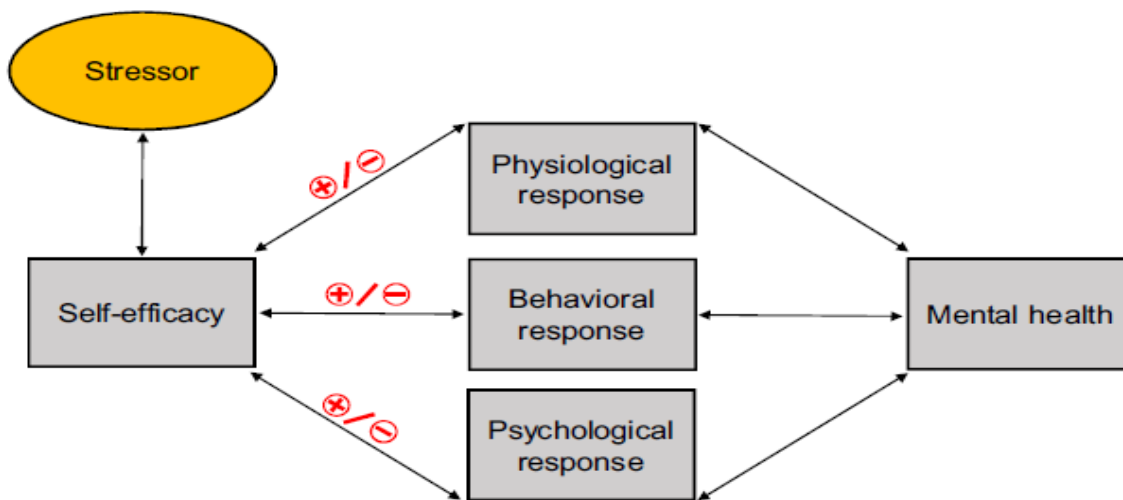 Stressor
⊕/⊖
Physiological
response
Self-efficacy
⊕/⊖
Behavioral
response
Mental health
⊕/⊖
Psychological
response